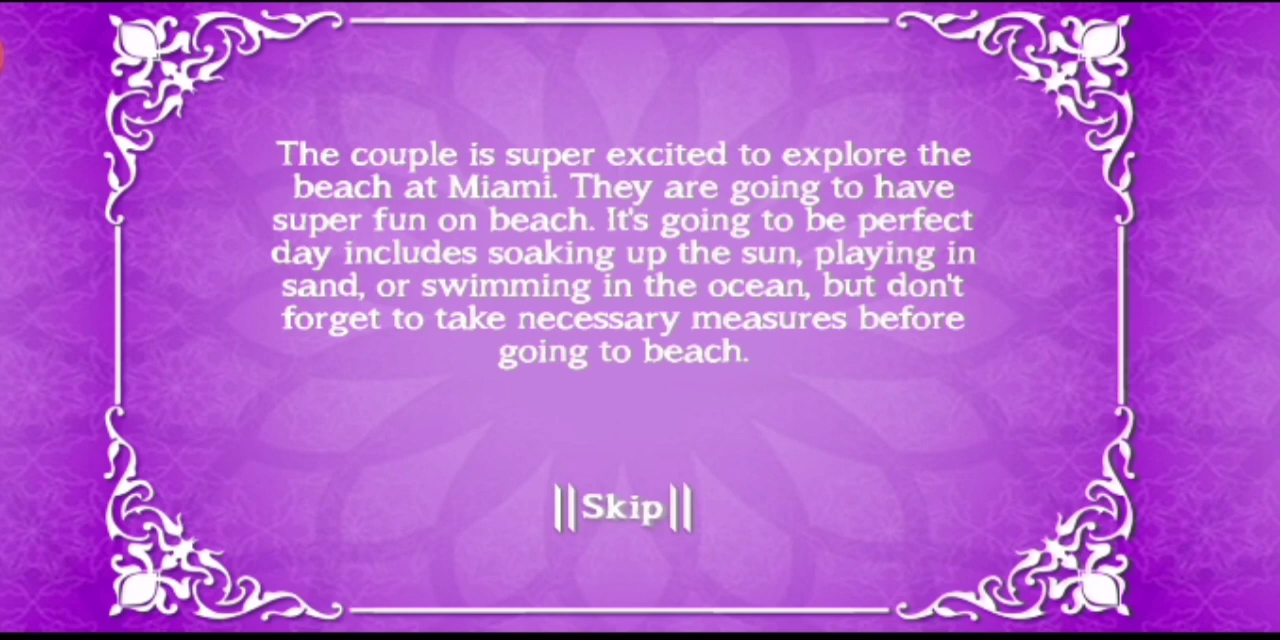 The couple is super excited to explore the
beach at Miami. They are going to have
super fun on beach. It's going to be perfect
day includes soaking up the sun, playing in
sand, or swimming in the ocean, but don't
forget to take necessary measures before
going to beach.
||Skip||